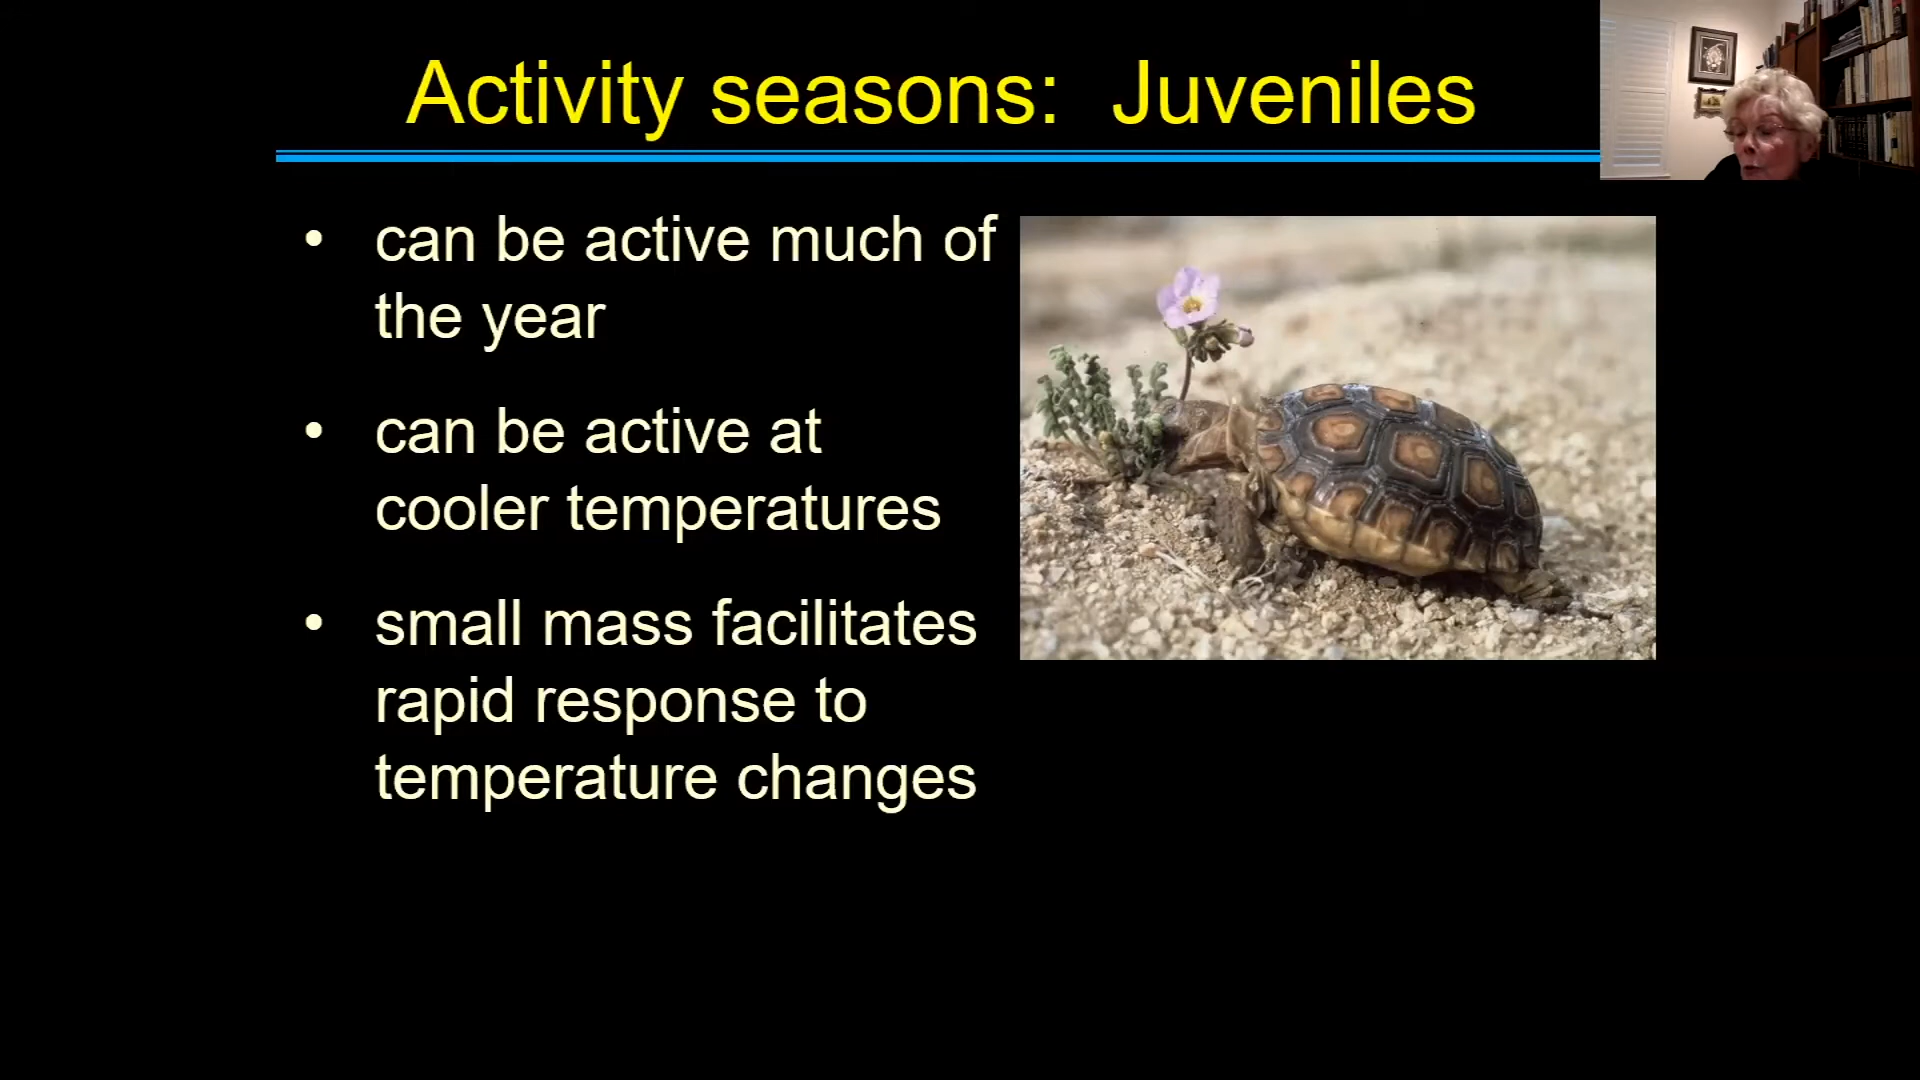 Activity seasons: Juveniles
• can be active much of
the year
• can be active at
cooler temperatures
• small mass facilitates
rapid response to
temperature changes